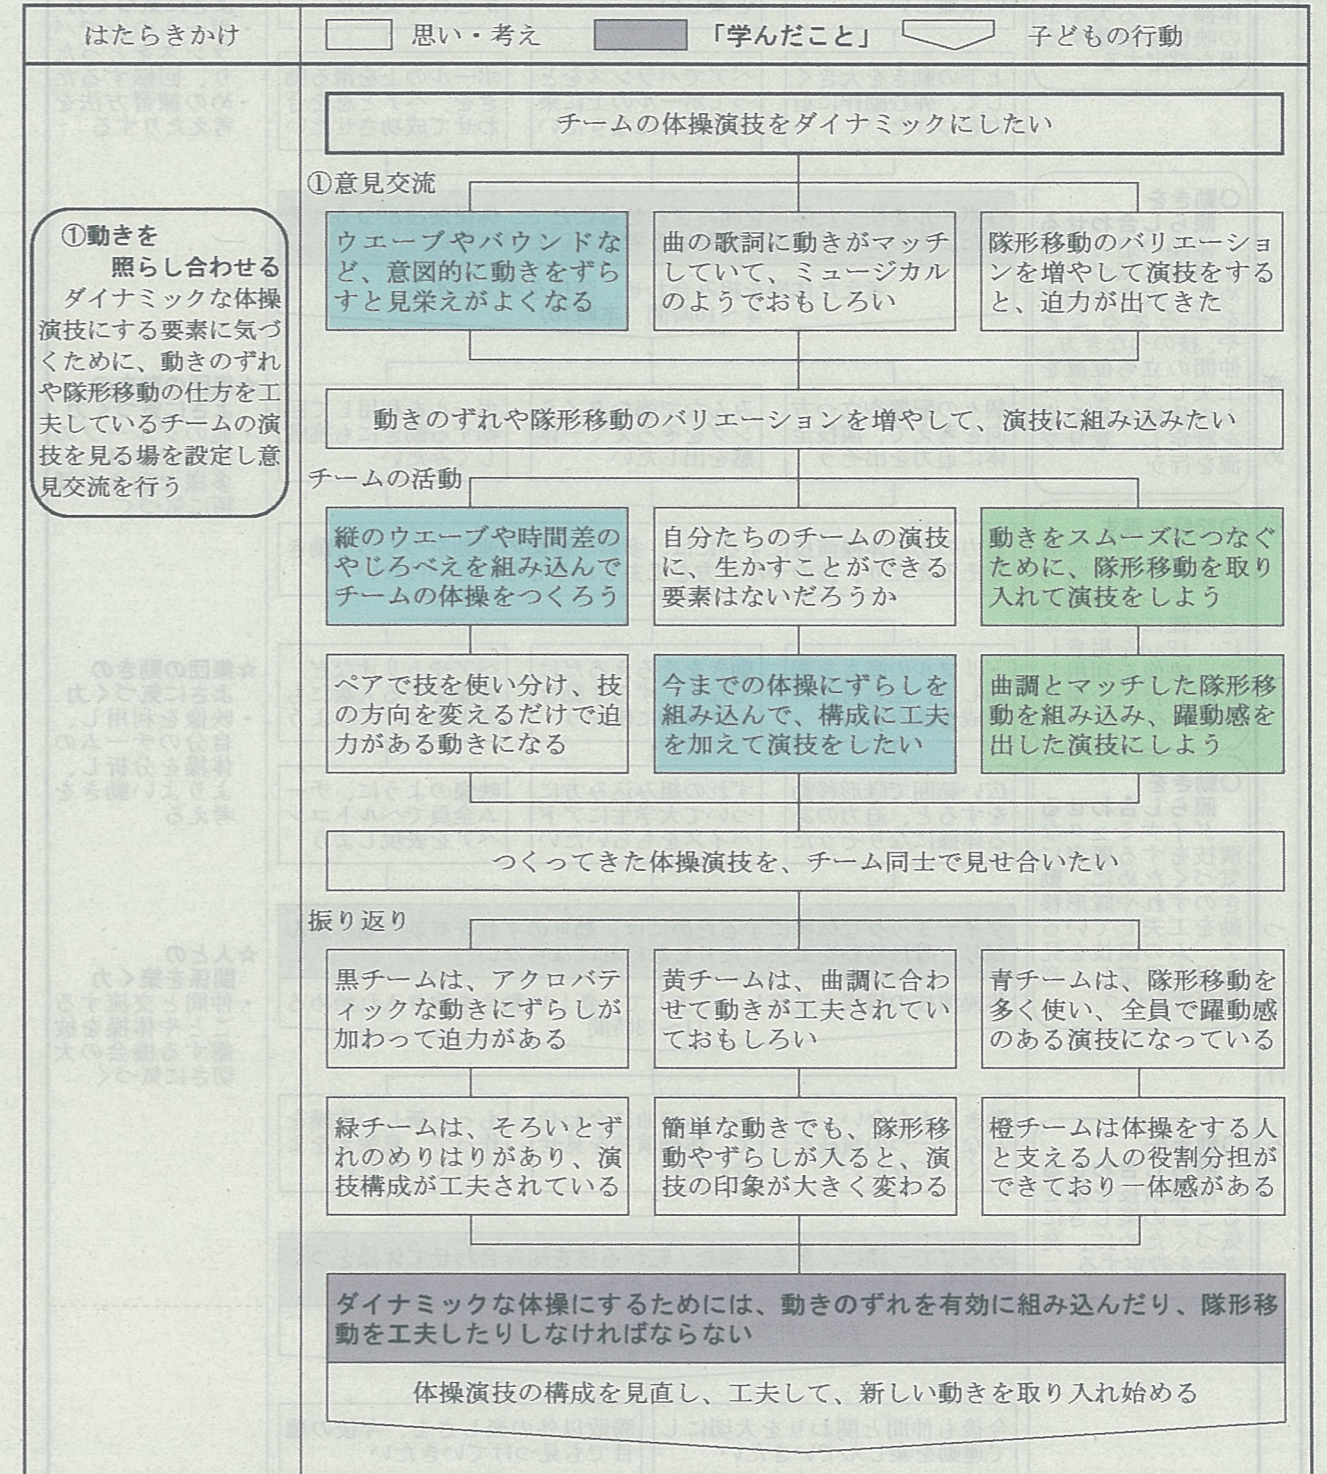 はたらきかけ
思い・考え
「学んだこと」
子どもの行動
チームの体操演技をダイナミックにしたい
①意見交流
①動きを
照らし合わせる
ダイナミックな体操
演技にする要素に気づ
くために、動きのずれ
や隊形移動の仕方を工
夫しているチームの演
技を見る場を設定し意
見交流を行う
ウエーブやバウンドな
ど、意図的に動きをずら
すと見栄えがよくなる
曲の歌詞に動きがマッチ
していて、ミュージカル
のようでおもしろい
隊形移動のバリエーショ
ンを増やして演技をする
と、迫力が出てきた
動きのずれや隊形移動のバリエーションを増やして、演技に組み込みたい
チームの活動
縦のウエーブや時間差の
やじろべえを組み込んで
チームの体操をつくろう
自分たちのチームの演技
に、生かすことができる
要素はないだろうか
動きをスムーズにつなぐ
ために、隊形移動を取り
入れて演技をしよう
ペアで技を使い分け、技
の方向を変えるだけで迫
力がある動きになる
今までの体操にずらしを
組み込んで、構成に工夫
を加えて演技をしたい
曲調とマッチした隊形移
動を組み込み、躍動感を
出した演技にしよう
つくってきた体操演技を、チーム同士で見せ合いたい
振り返り
黒チームは、アクロバテ
ィックな動きにずらしが
加わって迫力がある
黄チームは、曲調に合わ
せて動きが工夫されてい
ておもしろい
青チームは、隊形移動を
多く使い、全員で躍動感
のある演技になっている
緑チームは、そろいとず
れのめりはりがあり、演
技構成が工夫されている
簡単な動きでも、隊形移
動やずらしが入ると、演
技の印象が大きく変わる
橙チームは体操をする人
と支える人の役割分担が
できており一体感がある
ダイナミックな体操にするためには、動きのずれを有効に組み込んだり、隊形移
動を工夫したりしなければならない
体操演技の構成を見直し、工夫して、新しい動きを取り入れ始める